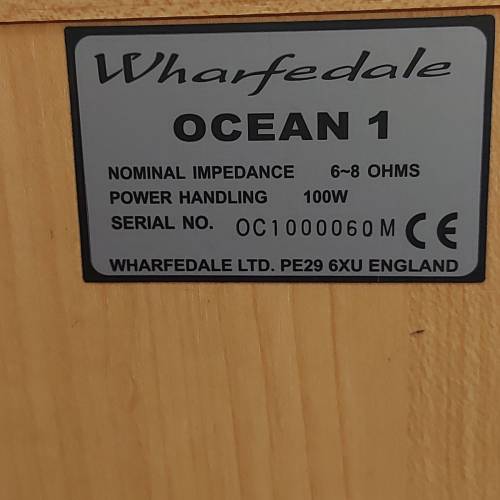 Wharfedale
OCEAN 1
NOMINAL IMPEDANCE 6~8 OHMS
POWER HANDLING 100W
SERIAL NO. OC1000060M CE
WHARFEDALE LTD. PE29 6XU ENGLAND